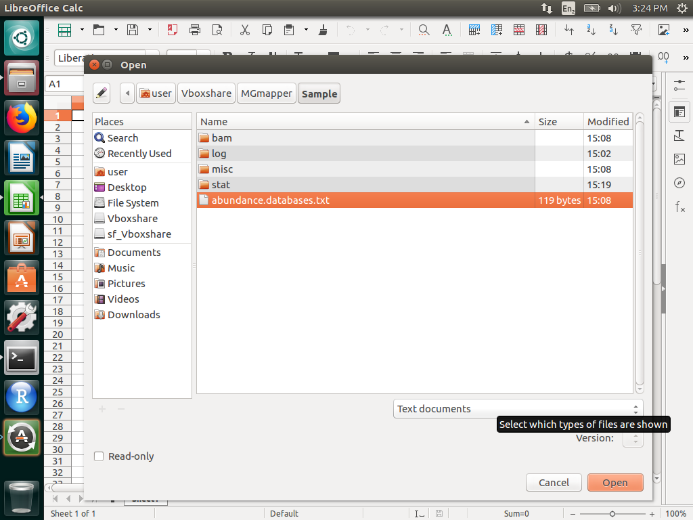 LibreOffice Calc
En
3:24 PM
A1
Open
user
Vboxshare
MGmapper
Sample
Places
Search
Recently Used
user
Desktop
File System
Vboxshare
sf_Vboxshare
Documents
Music
Pictures
Videos
Downloads
Name
Size
Modified
bam
15:08
log
15:02
misc
15:08
stat
15:19
abundance.databases.txt
119 bytes
15:08
Text documents
Select which types of files are shown
Version:
Read-only
Cancel
Open
1
2
3
4
5
6
7
8
9
10
11
12
13
14
15
16
17
18
19
20
21
22
23
24
25
26
27
28
29
30
31
32
Sheet 1 of 1
Default
Sum=0
100%